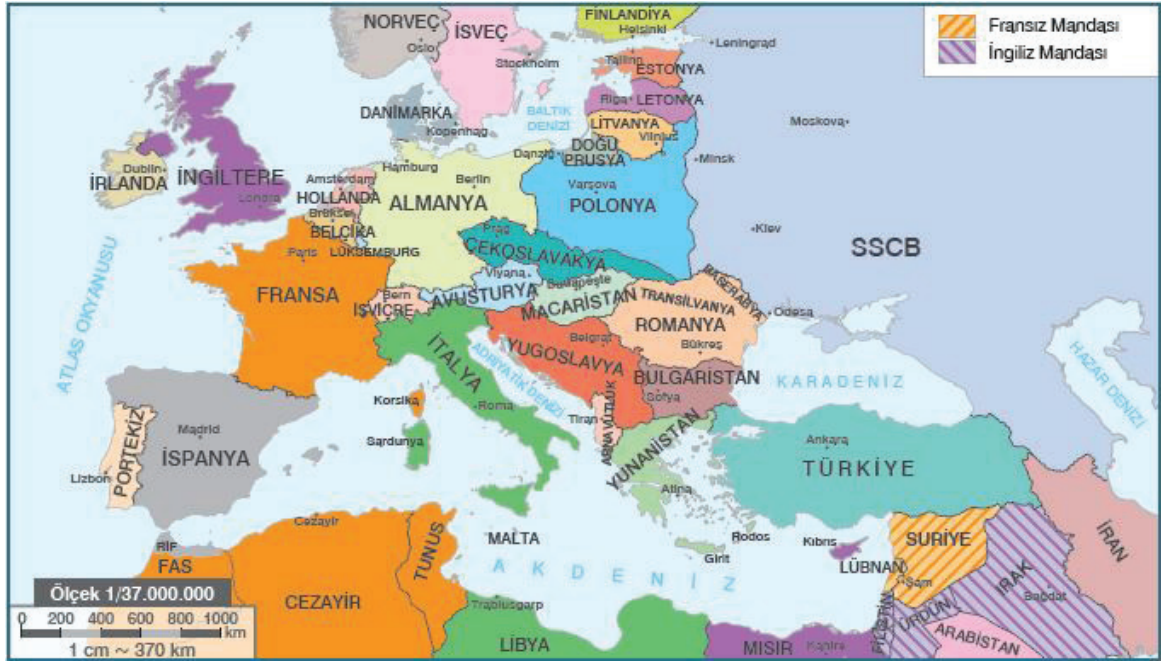 Fransız Mandası
İngiliz Mandası
NORVEÇ
Oslo
İSVEÇ
Stockholm
FİNLANDİYA
Helsinki
Leningrad
Tallinn
ESTONYA
Riga
LETONYA
BALTIK
DENİZİ
DANİMARKA
Kopenhag
LİTVANYA
Vilnius
Moskova
Minsk
DOĞU
PRUSYA
Danzig
Dublin
İRLANDA
İNGİLTERE
Londra
Amsterdam
HOLLANDA
Brüksel
BELÇİKA
LÜKSEMBURG
Hamburg
Berlin
ALMANYA
Varşova
POLONYA
Kiev
SSCB
ATLAS OKYANUSU
Paris
FRANSA
Prag
ÇEKOSLAVAKYA
Viyana
AVUSTURYA
Bern
İSVİÇRE
Budapeşte
MACARİSTAN
TRANSİLVANYA
BASERABYA
ROMANYA
Bükreş
Odesa
HAZAR DENİZİ
İTALYA
Roma
ADRİYATİK DENİZİ
YUGOSLAVYA
Belgrat
BULGARİSTAN
Sofya
KARADENİZ
Korsika
Sardunya
Tiran
ARNAVUTLUK
YUNANİSTAN
Atina
Ankara
TÜRKİYE
PORTEKİZ
Lizbon
Madrid
İSPANYA
RİF
FAS
Cezayir
CEZAYİR
TUNUS
MALTA
AKDENİZ
Girit
Rodos
Kıbrıs
LÜBNAN
SURİYE
Şam
İRAN
IRAK
Bağdat
FİLİSTİN
ÜRDÜN
ARABİSTAN
Trablusgarp
LİBYA
MISIR
Kahire
Ölçek 1/37.000.000
0 200 400 600 800 1000
km
1 cm ~ 370 km